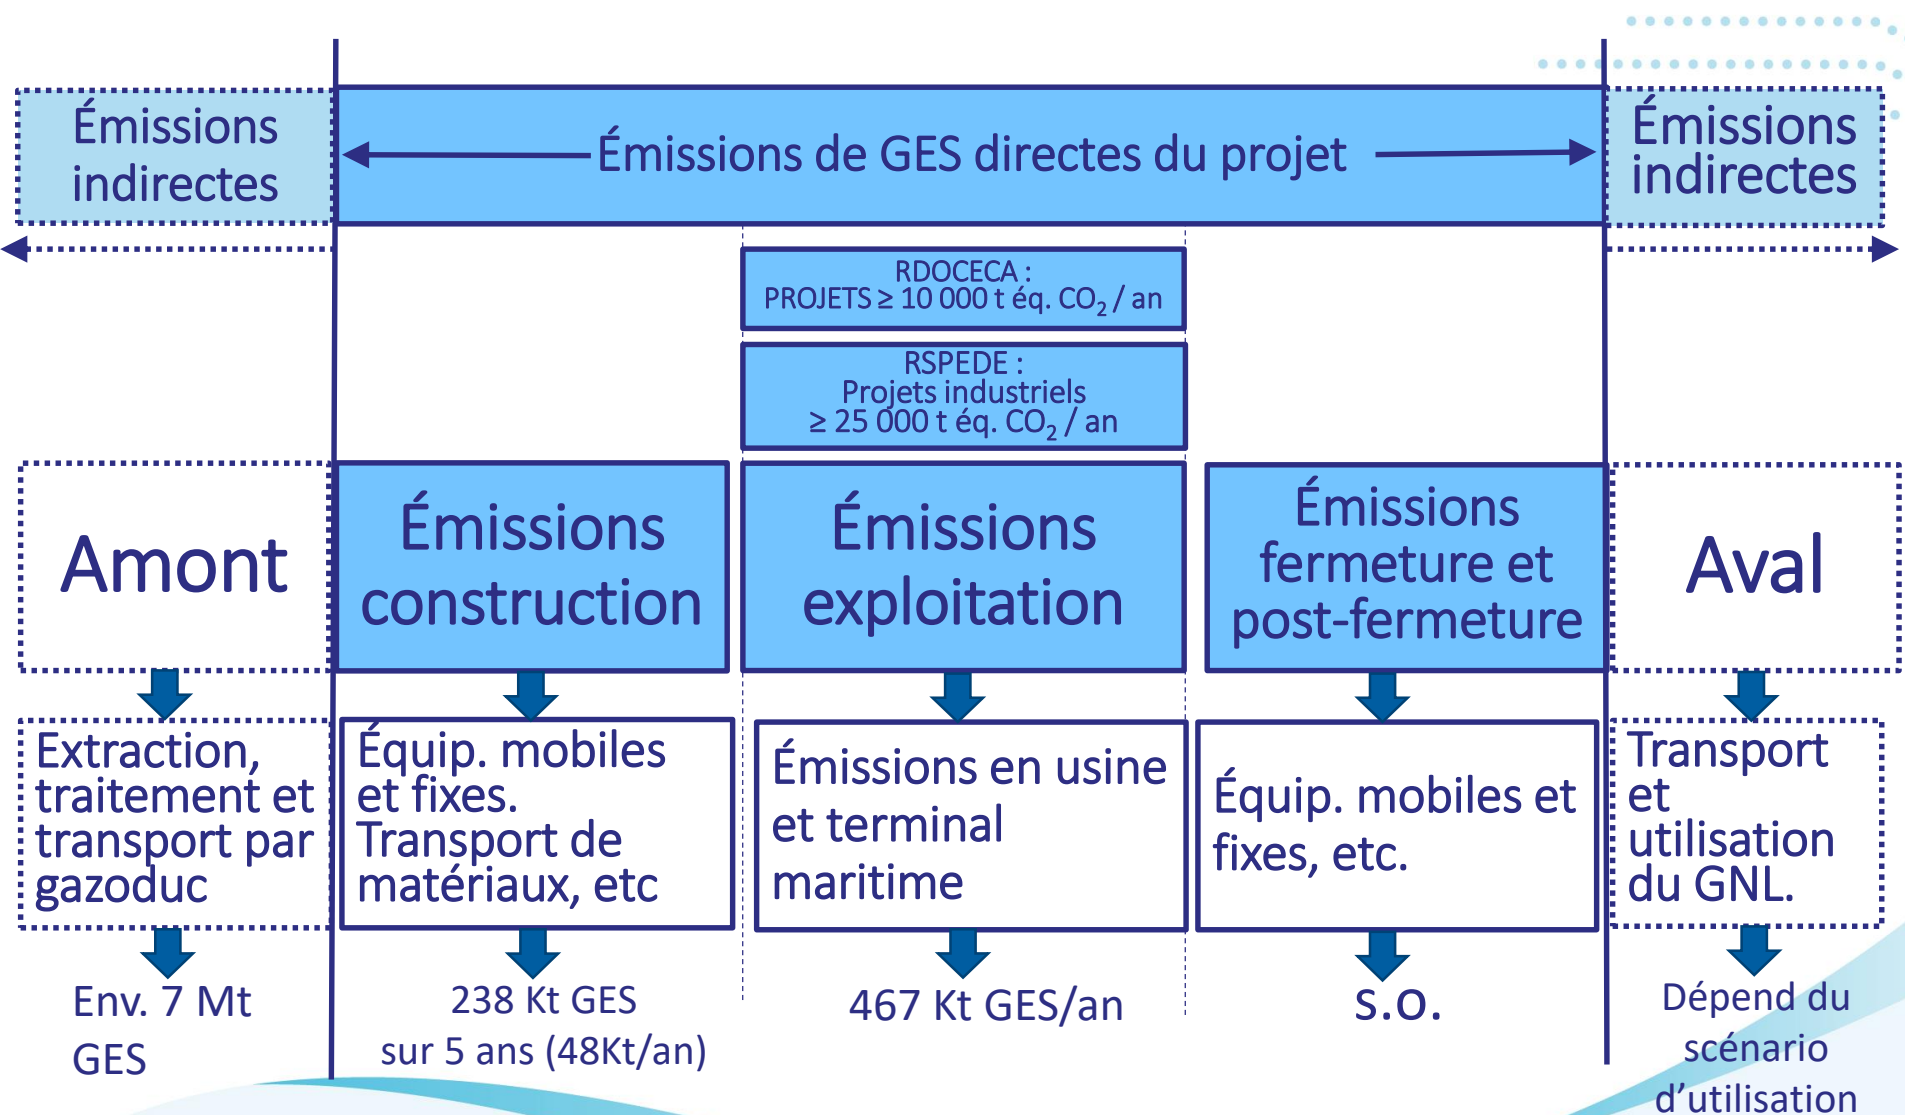 Émissions
indirectes
Émissions de GES directes du projet
Émissions
indirectes
RDOCECA :
PROJETS ≥ 10 000 t éq. CO₂ / an
RSPEDE :
Projets industriels
≥ 25 000 t éq. CO₂ / an
Amont
Émissions
construction
Émissions
exploitation
Émissions
fermeture et
post-fermeture
Aval
Extraction,
traitement et
transport par
gazoduc
Équip. mobiles
et fixes.
Transport de
matériaux, etc
Émissions en usine
et terminal
maritime
Équip. mobiles et
fixes, etc.
Transport
et
utilisation
du GNL.
Env. 7 Mt
GES
238 Kt GES
sur 5 ans (48Kt/an)
467 Kt GES/an
s.o.
Dépend du
scénario
d’utilisation